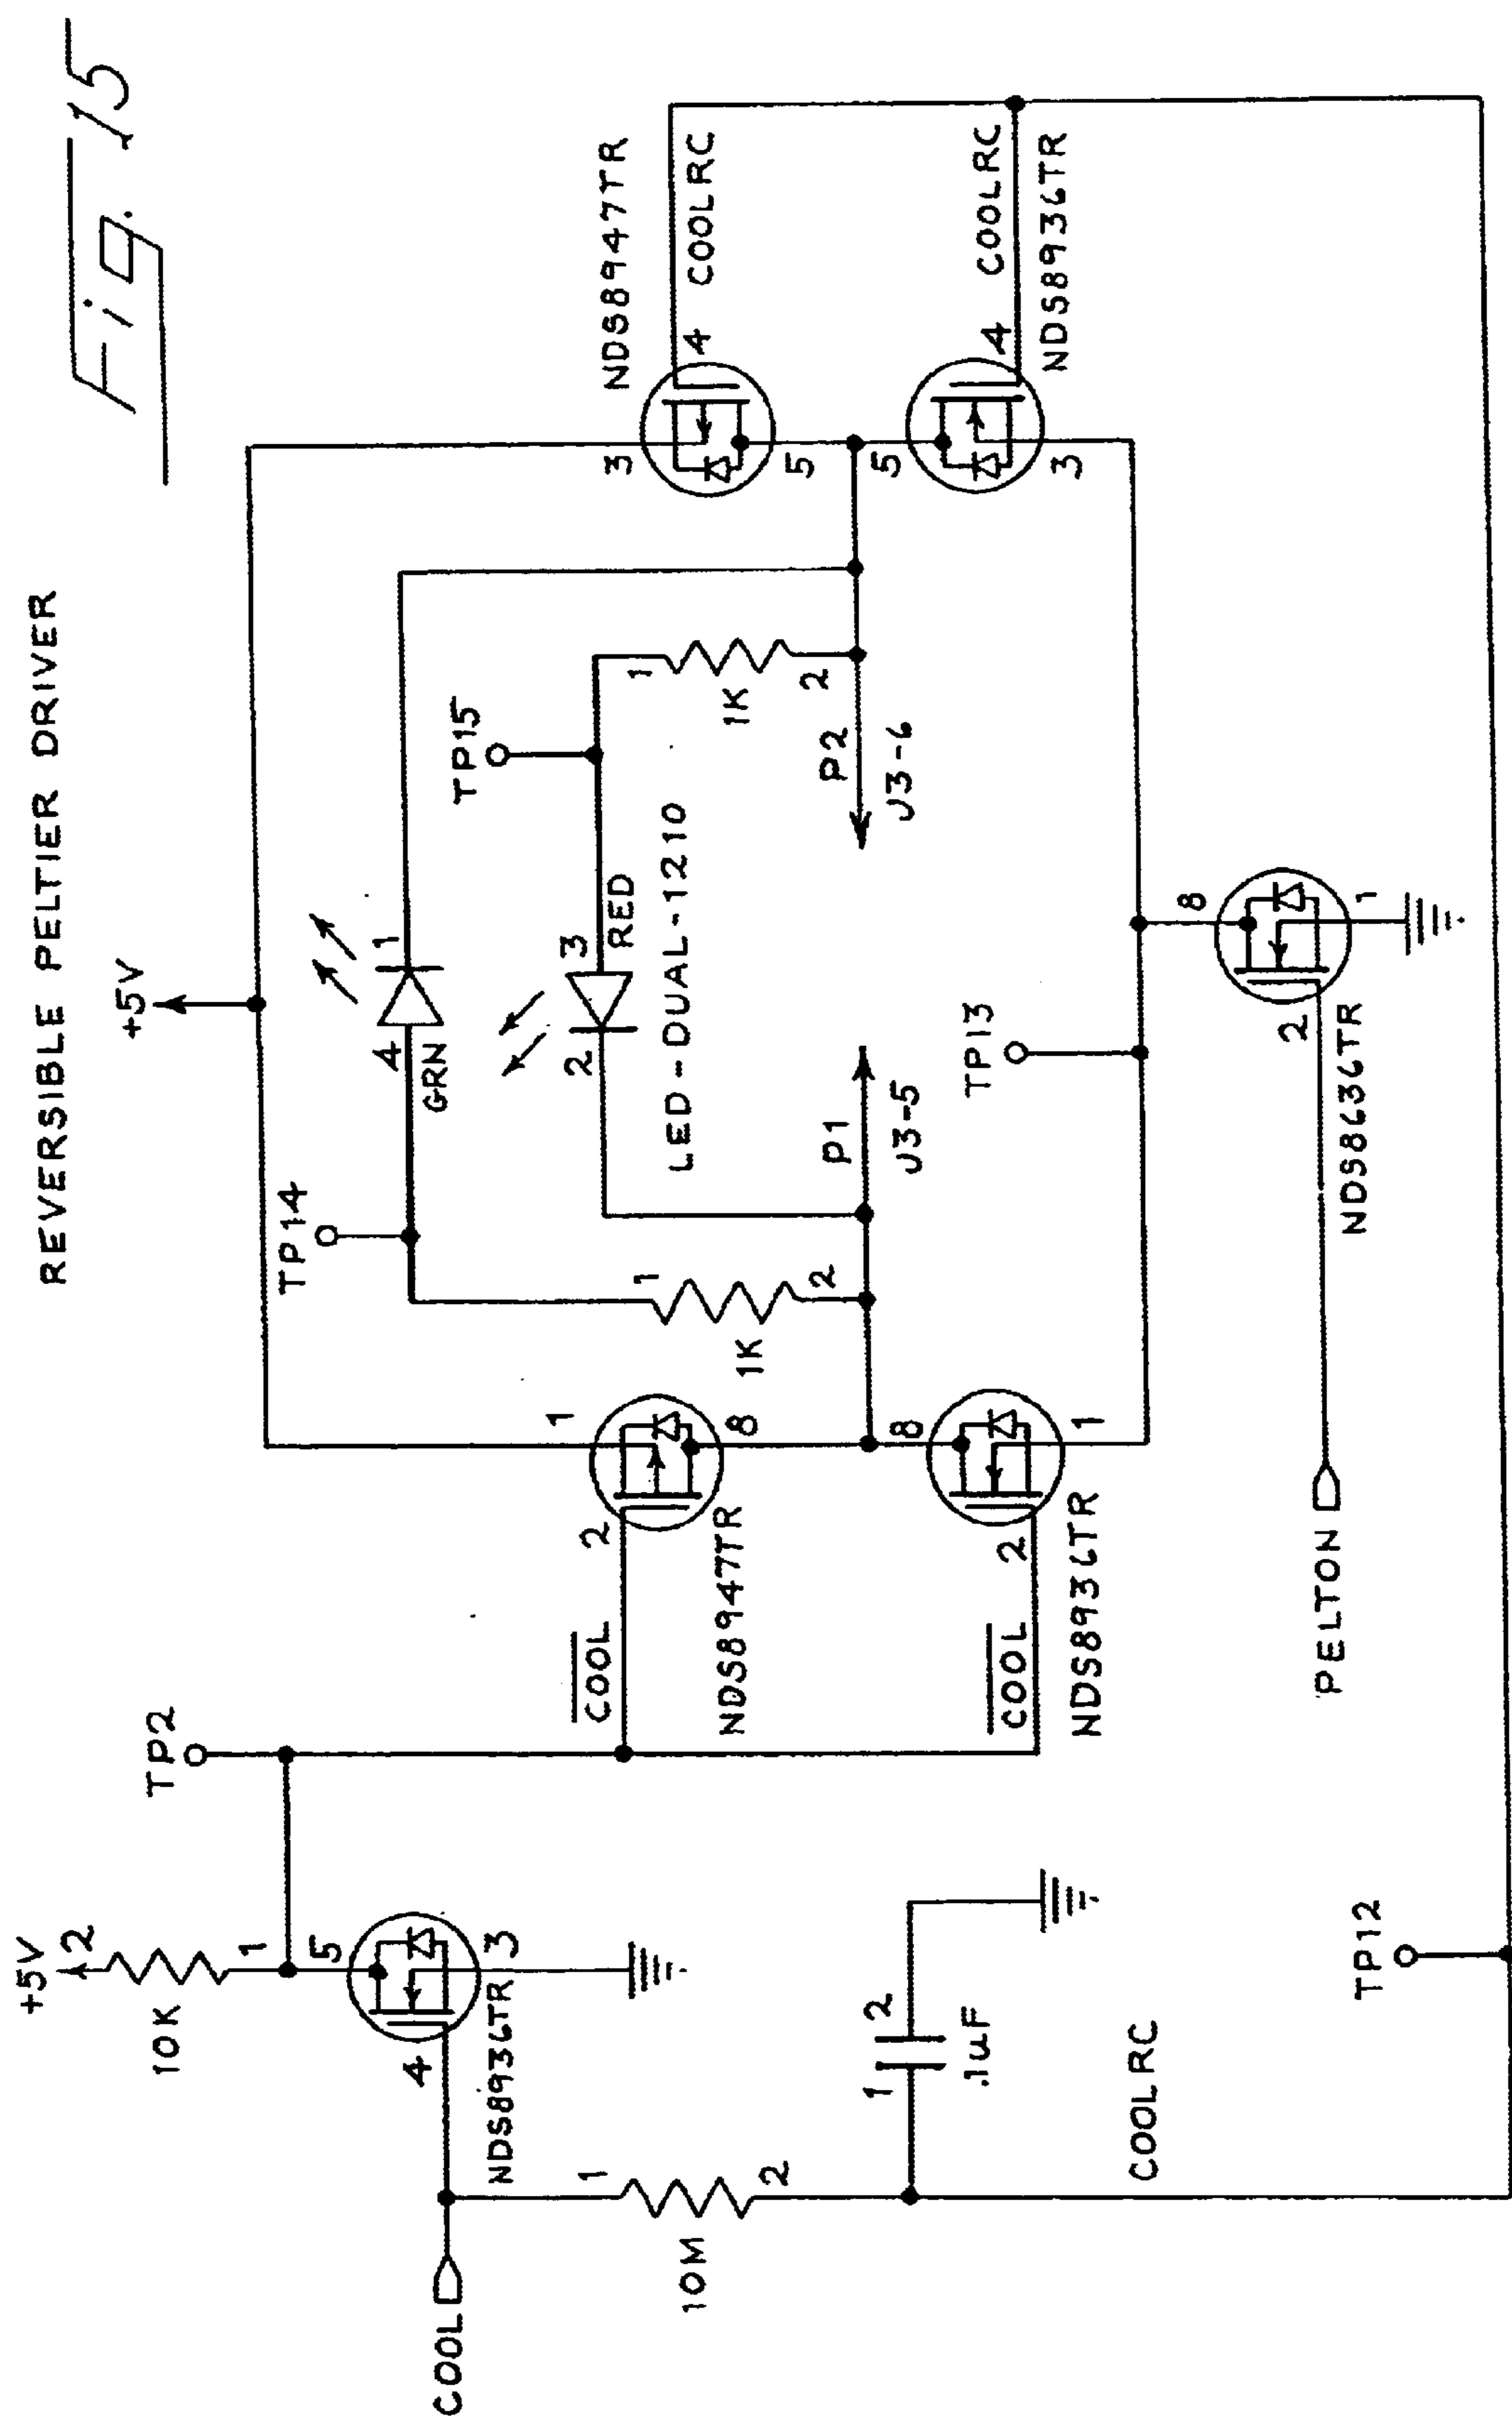 Fig. 15
REVERSIBLE PELTIER DRIVER
+5V
+5V
2
10K
1
5
4
3
NDS8936TR
COOL
1
10M
2
1
2
.1uF
COOLRC
TP12
TP2
COOL
2
1
8
NDS8947TR
COOL
2
8
1
NDS8936TR
TP14
1
1K
2
4
GRN
1
TP15
2
3
RED
LED-DUAL-1210
1
1K
2
P1
J3-5
P2
J3-6
TP13
PELTON
2
8
1
NDS8636TR
3
4
5
NDS8947TR
COOLRC
5
4
3
COOLRC
NDS8936TR